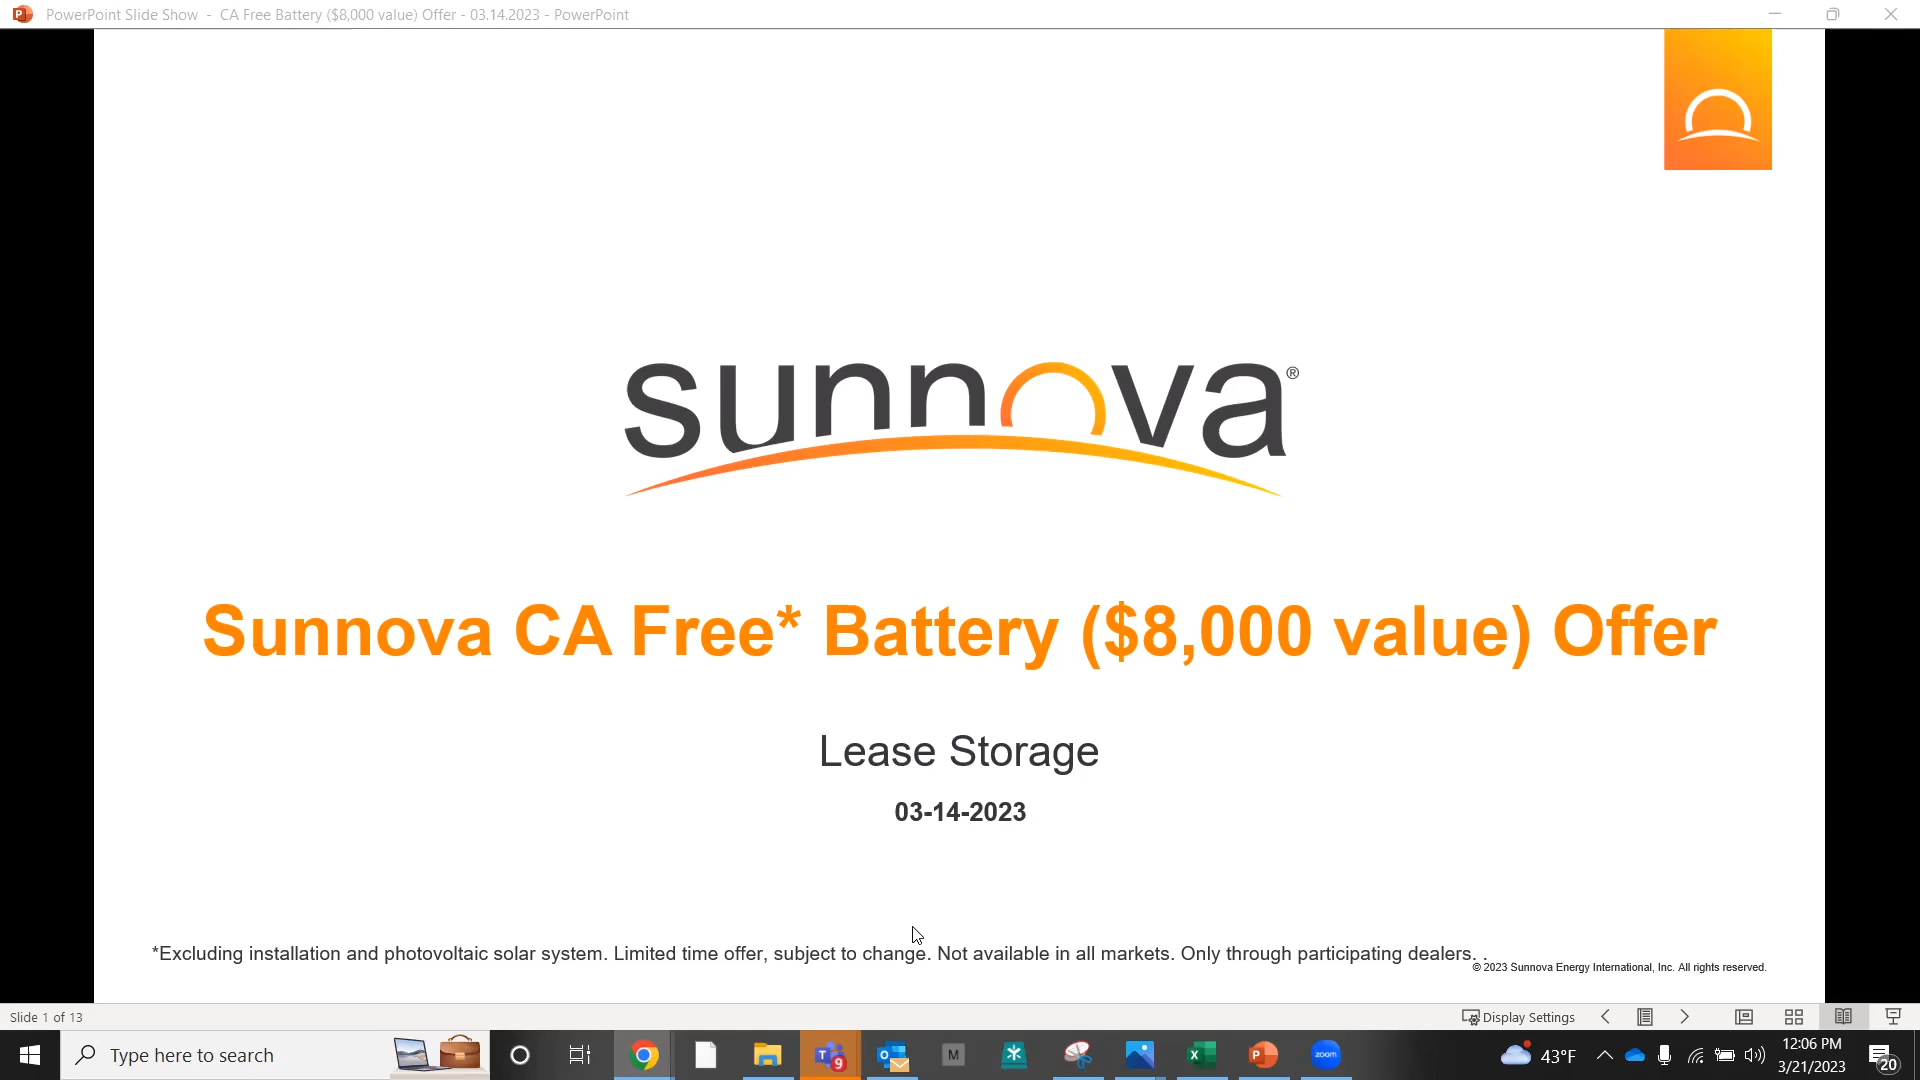 PowerPoint Slide Show - CA Free Battery ($8,000 value) Offer - 03.14.2023 - PowerPoint
sunnova®
Sunnova CA Free* Battery ($8,000 value) Offer
Lease Storage
03-14-2023
*Excluding installation and photovoltaic solar system. Limited time offer, subject to change. Not available in all markets. Only through participating dealers. .
© 2023 Sunnova Energy International, Inc. All rights reserved.
Slide 1 of 13
Display Settings
Type here to search
T
9
M
X
P
zoom
43°F
12:06 PM
3/21/2023
20